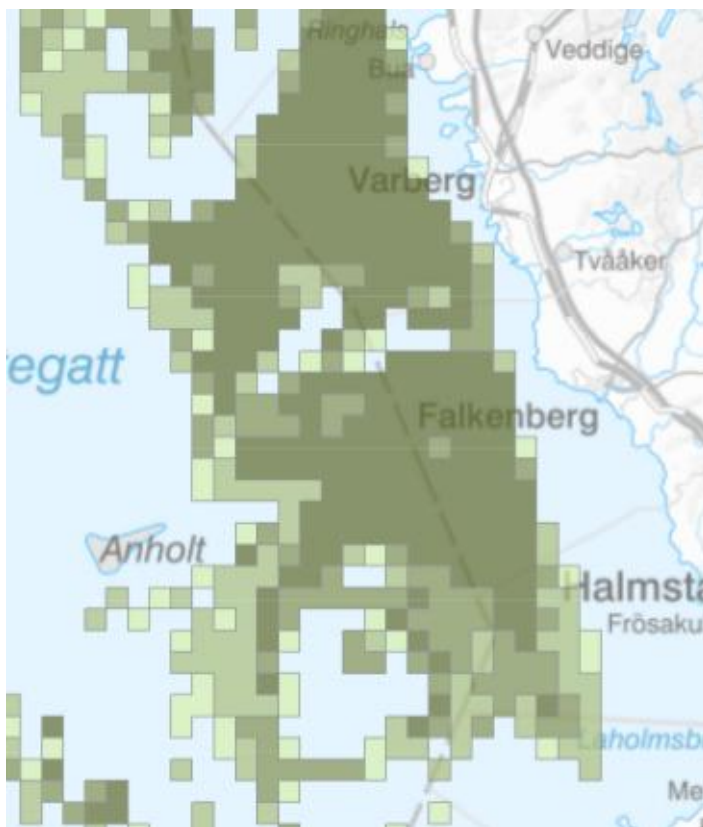 Ringhals
Veddige
Bua
Varberg
Tvååker
egatt
Falkenberg
Anholt
Halmsta
Frösaku
Laholmsb
Me